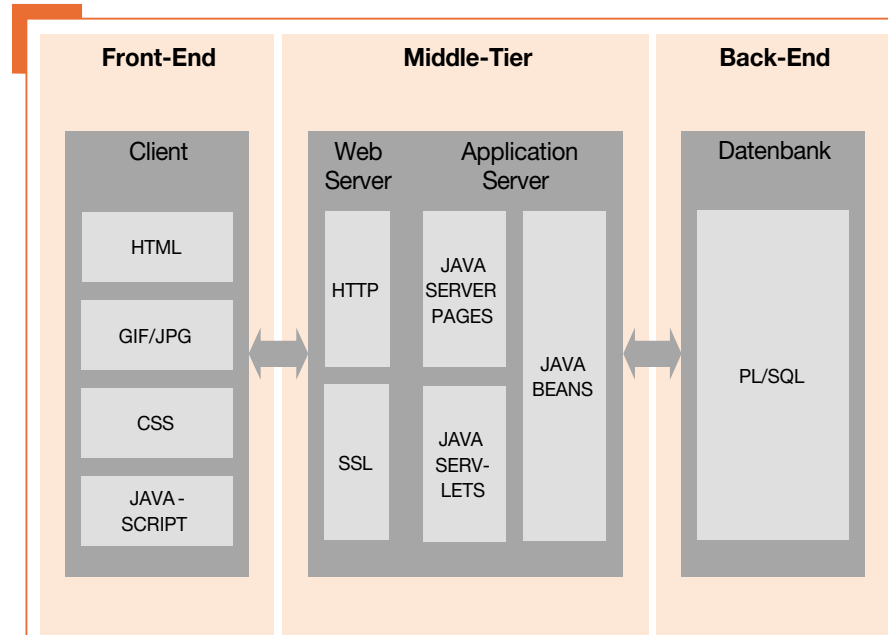 Front-End
Middle-Tier
Back-End
Client
HTML
GIF/JPG
CSS
JAVA-
SCRIPT
Web
Server
HTTP
SSL
Application
Server
JAVA
SERVER
PAGES
JAVA
SERV-
LETS
JAVA
BEANS
Datenbank
PL/SQL